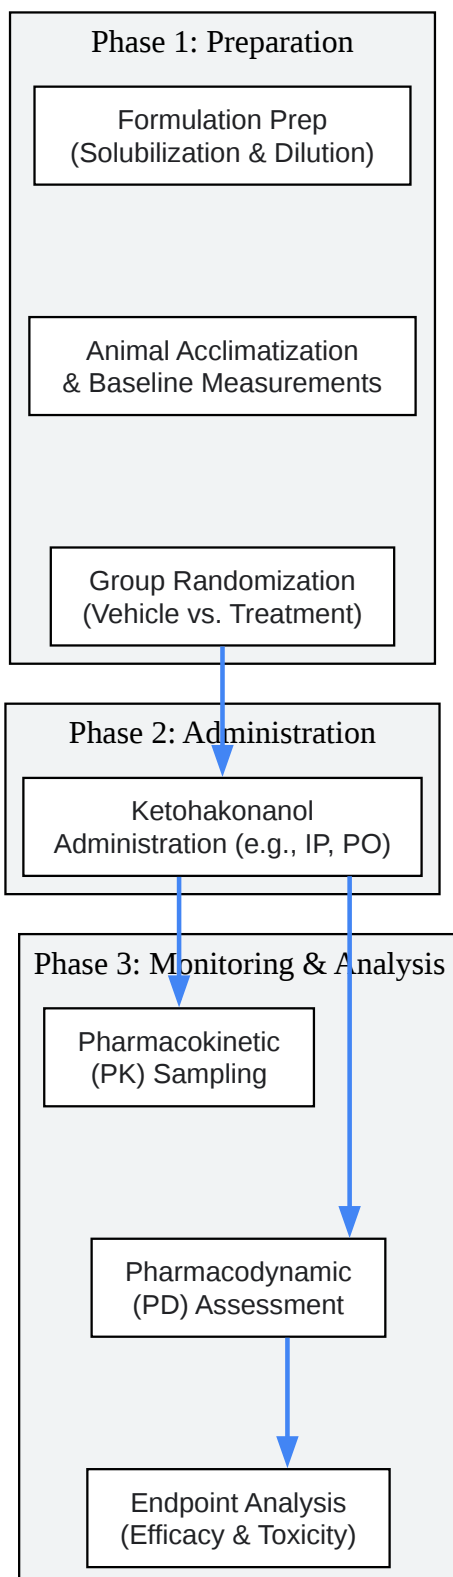 Phase 1: Preparation
Formulation Prep
(Solubilization & Dilution)
Animal Acclimatization
& Baseline Measurements
Group Randomization
(Vehicle vs. Treatment)
Phase 2: Administration
Ketohakonanol
Administration (e.g., IP, PO)
Phase 3: Monitoring & Analysis
Pharmacokinetic
(PK) Sampling
Pharmacodynamic
(PD) Assessment
Endpoint Analysis
(Efficacy & Toxicity)